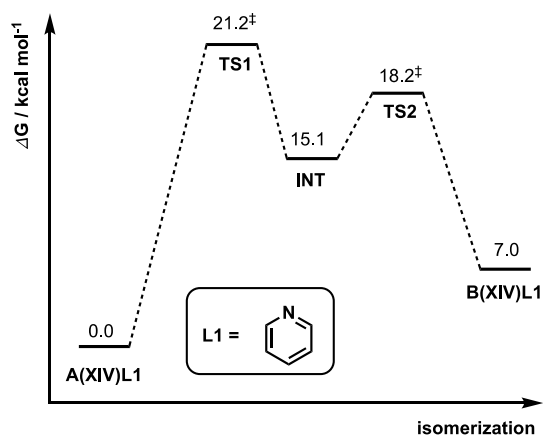 ΔG / kcal mol⁻¹
21.2‡
TS1
18.2‡
TS2
15.1
INT
7.0
B(XIV)L1
0.0
A(XIV)L1
L1 =
N
isomerization